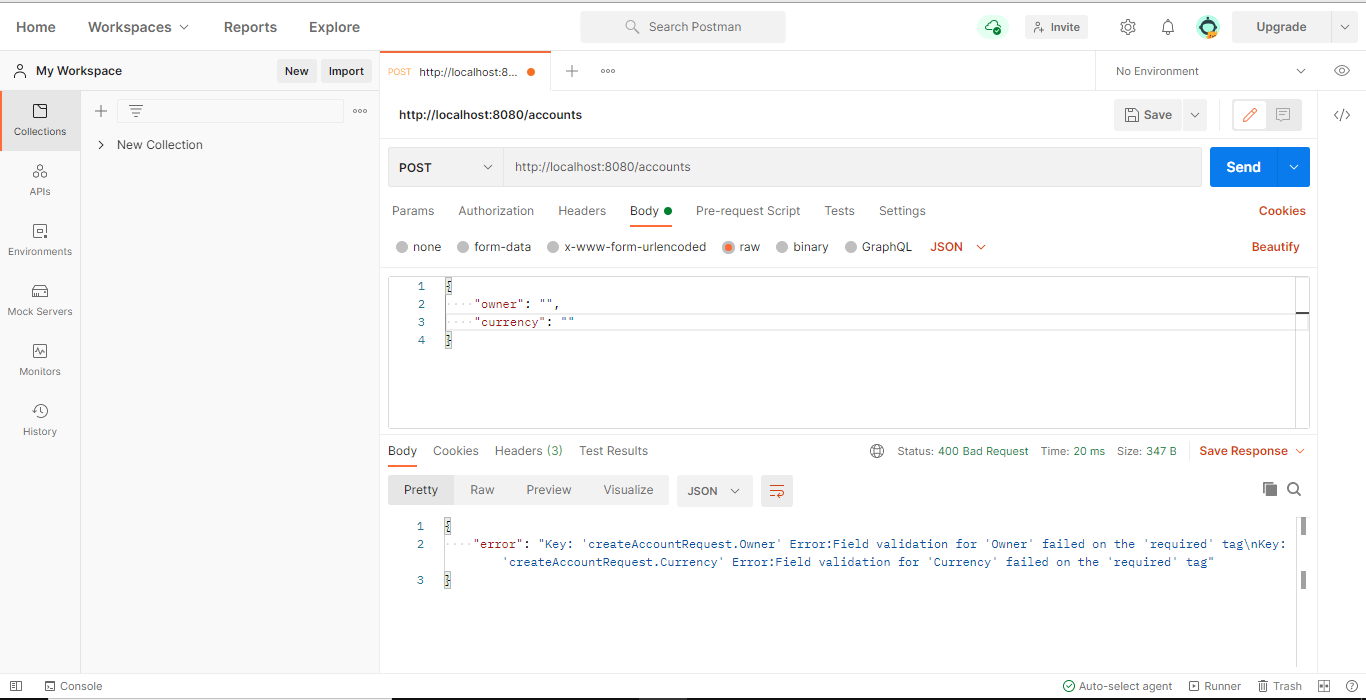 Home Workspaces Reports Explore Search Postman Invite Upgrade
My Workspace New Import POST http://localhost:8... No Environment
Collections
New Collection
APIs
Environments
Mock Servers
Monitors
History
http://localhost:8080/accounts Save
POST http://localhost:8080/accounts Send
Params Authorization Headers Body Pre-request Script Tests Settings Cookies
none form-data x-www-form-urlencoded raw binary GraphQL JSON Beautify
1 {
2 "owner": "",
3 "currency": ""
4 }
Body Cookies Headers (3) Test Results Status: 400 Bad Request Time: 20 ms Size: 347 B Save Response
Pretty Raw Preview Visualize JSON
1 {
2 "error": "Key: 'createAccountRequest.Owner' Error:Field validation for 'Owner' failed on the 'required' tag\nKey:
'createAccountRequest.Currency' Error:Field validation for 'Currency' failed on the 'required' tag"
3 }
Console Auto-select agent Runner Trash